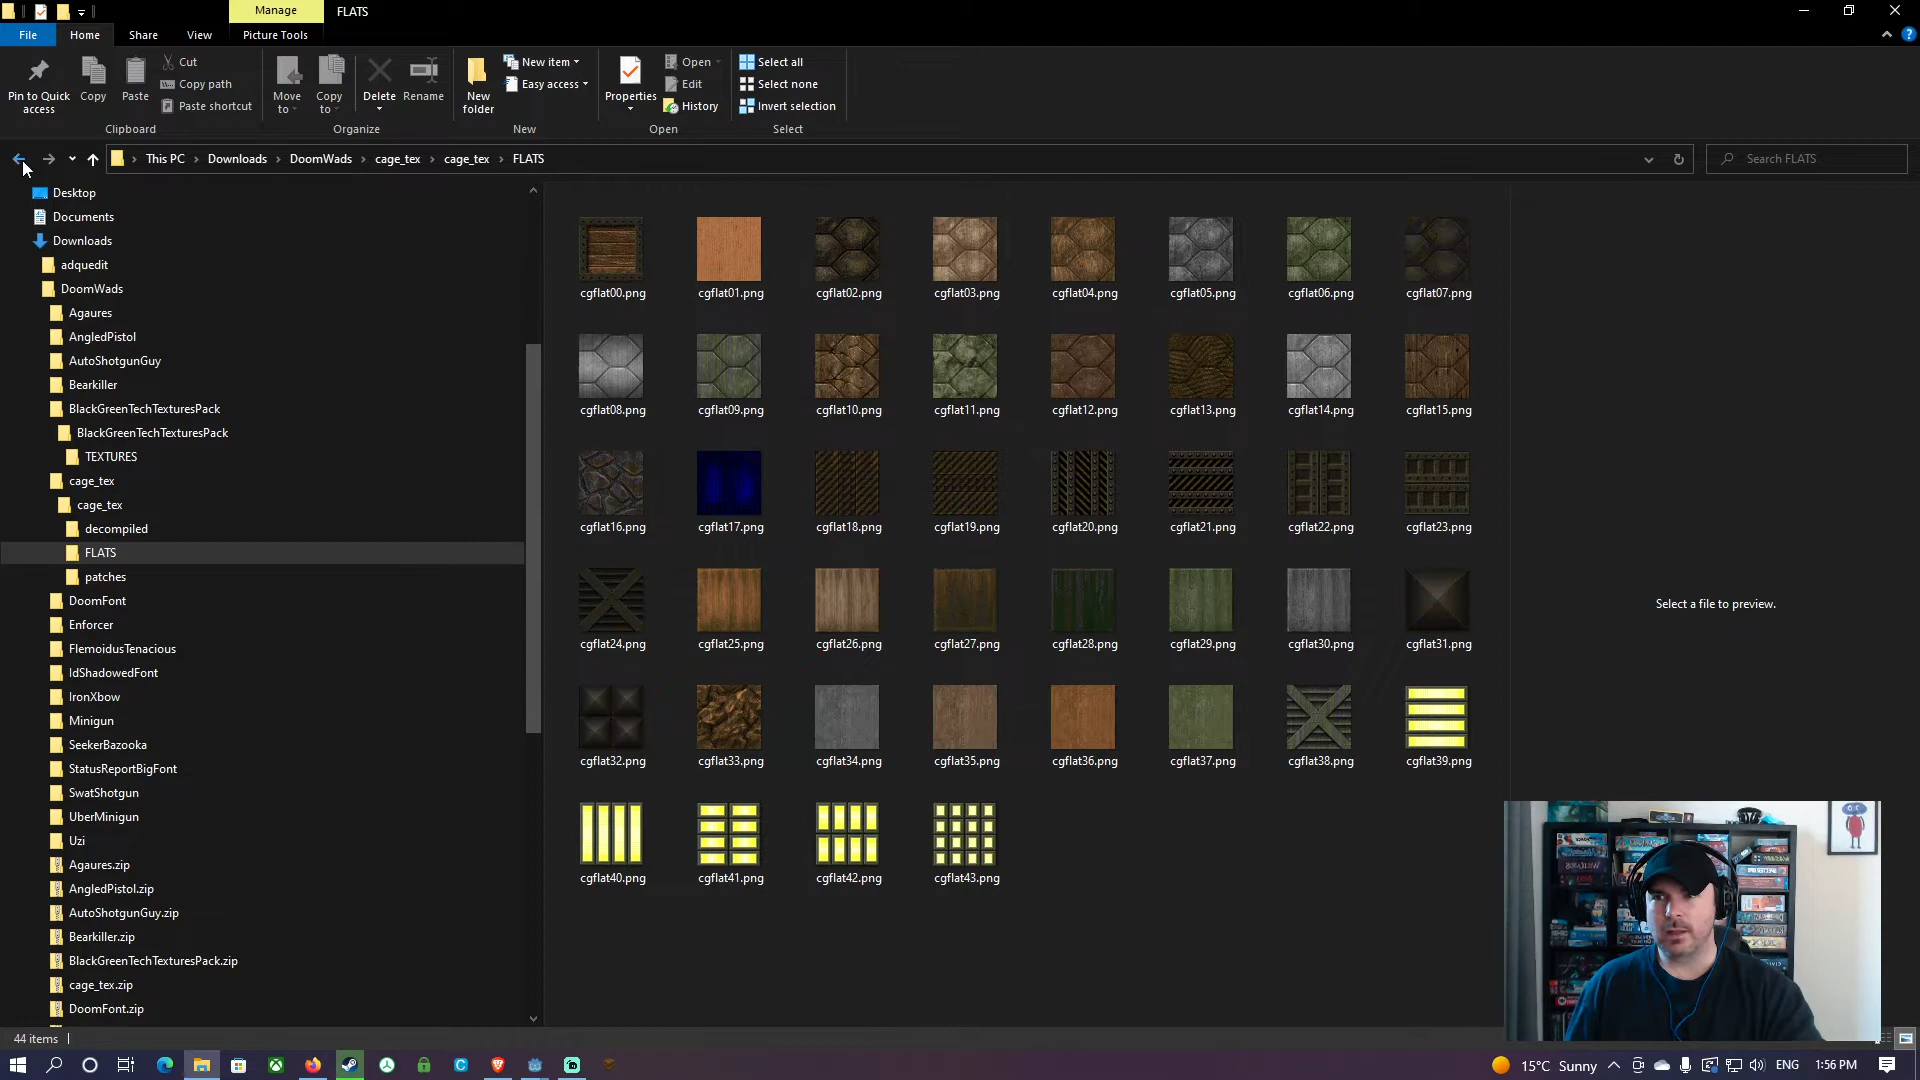 Manage
FLATS
File
Home
Share
View
Picture Tools
Pin to Quick access
Copy
Paste
Cut
Copy path
Paste shortcut
Clipboard
Move to
Copy to
Delete
Rename
Organize
New folder
New item
Easy access
New
Properties
Open
Edit
History
Open
Select all
Select none
Invert selection
Select
This PC > Downloads > DoomWads > cage_tex > cage_tex > FLATS
Search FLATS
Desktop
Documents
Downloads
adquedit
DoomWads
Agaures
AngledPistol
AutoShotgunGuy
Bearkiller
BlackGreenTechTexturesPack
BlackGreenTechTexturesPack
TEXTURES
cage_tex
cage_tex
decompiled
FLATS
patches
DoomFont
Enforcer
FlemoidusTenacious
IdShadowedFont
IronXbow
Minigun
SeekerBazooka
StatusReportBigFont
SwatShotgun
UberMinigun
Uzi
Agaures.zip
AngledPistol.zip
AutoShotgunGuy.zip
Bearkiller.zip
BlackGreenTechTexturesPack.zip
cage_tex.zip
DoomFont.zip
cgflat00.png cgflat01.png cgflat02.png cgflat03.png cgflat04.png cgflat05.png cgflat06.png cgflat07.png
cgflat08.png cgflat09.png cgflat10.png cgflat11.png cgflat12.png cgflat13.png cgflat14.png cgflat15.png
cgflat16.png cgflat17.png cgflat18.png cgflat19.png cgflat20.png cgflat21.png cgflat22.png cgflat23.png
cgflat24.png cgflat25.png cgflat26.png cgflat27.png cgflat28.png cgflat29.png cgflat30.png cgflat31.png
cgflat32.png cgflat33.png cgflat34.png cgflat35.png cgflat36.png cgflat37.png cgflat38.png cgflat39.png
cgflat40.png cgflat41.png cgflat42.png cgflat43.png
Select a file to preview.
44 items
15°C Sunny
ENG
1:56 PM